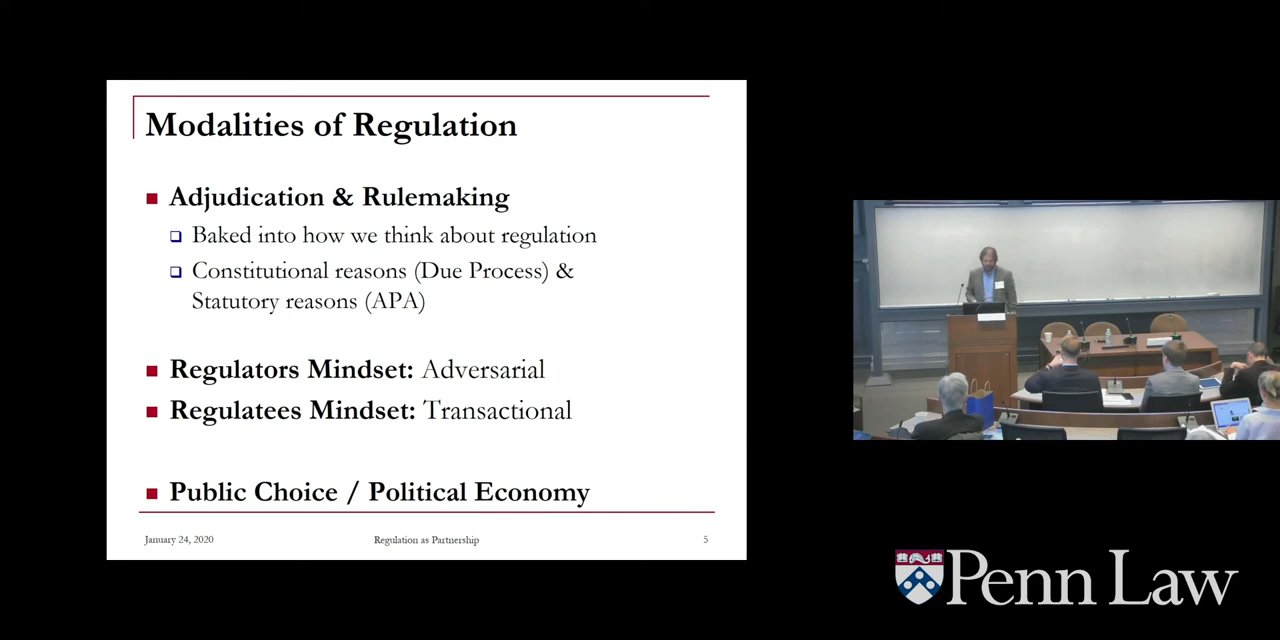 Modalities of Regulation
Adjudication & Rulemaking
Baked into how we think about regulation
Constitutional reasons (Due Process) &
Statutory reasons (APA)
Regulators Mindset: Adversarial
Regulatees Mindset: Transactional
Public Choice / Political Economy
January 24, 2020
Regulation as Partnership
5
Penn Law